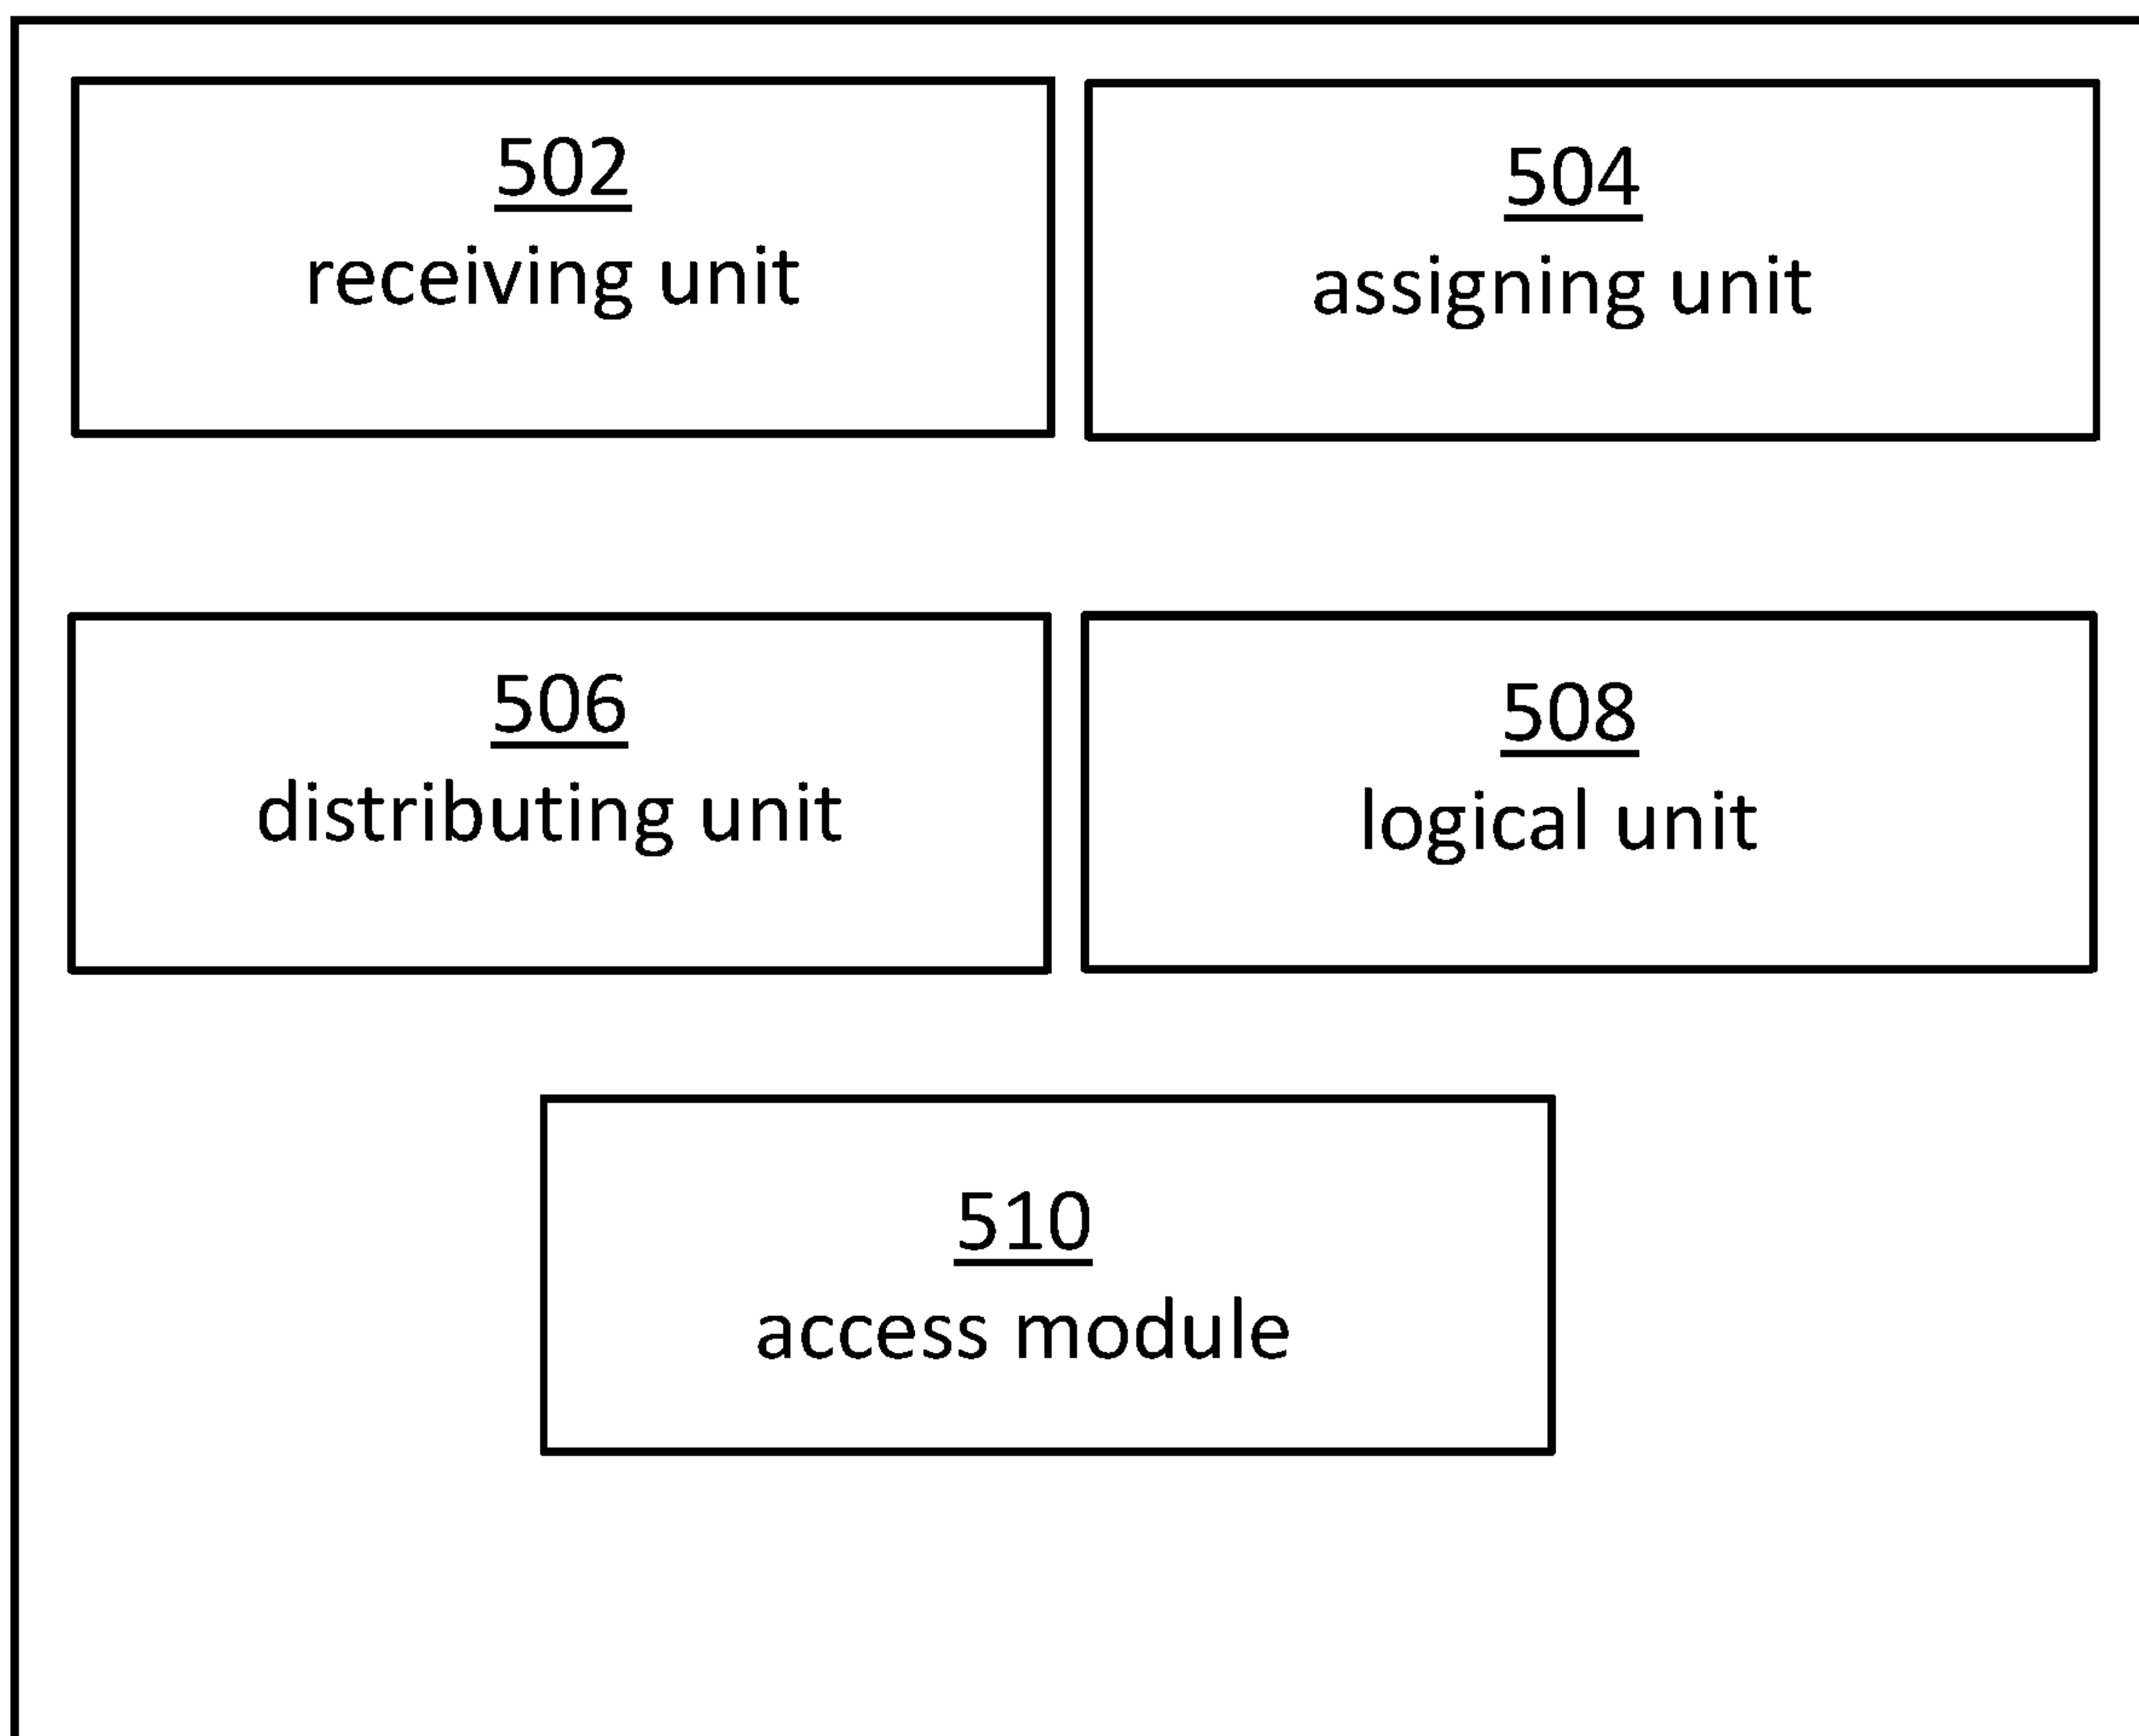 502
receiving unit
504
assigning unit
506
distributing unit
508
logical unit
510
access module